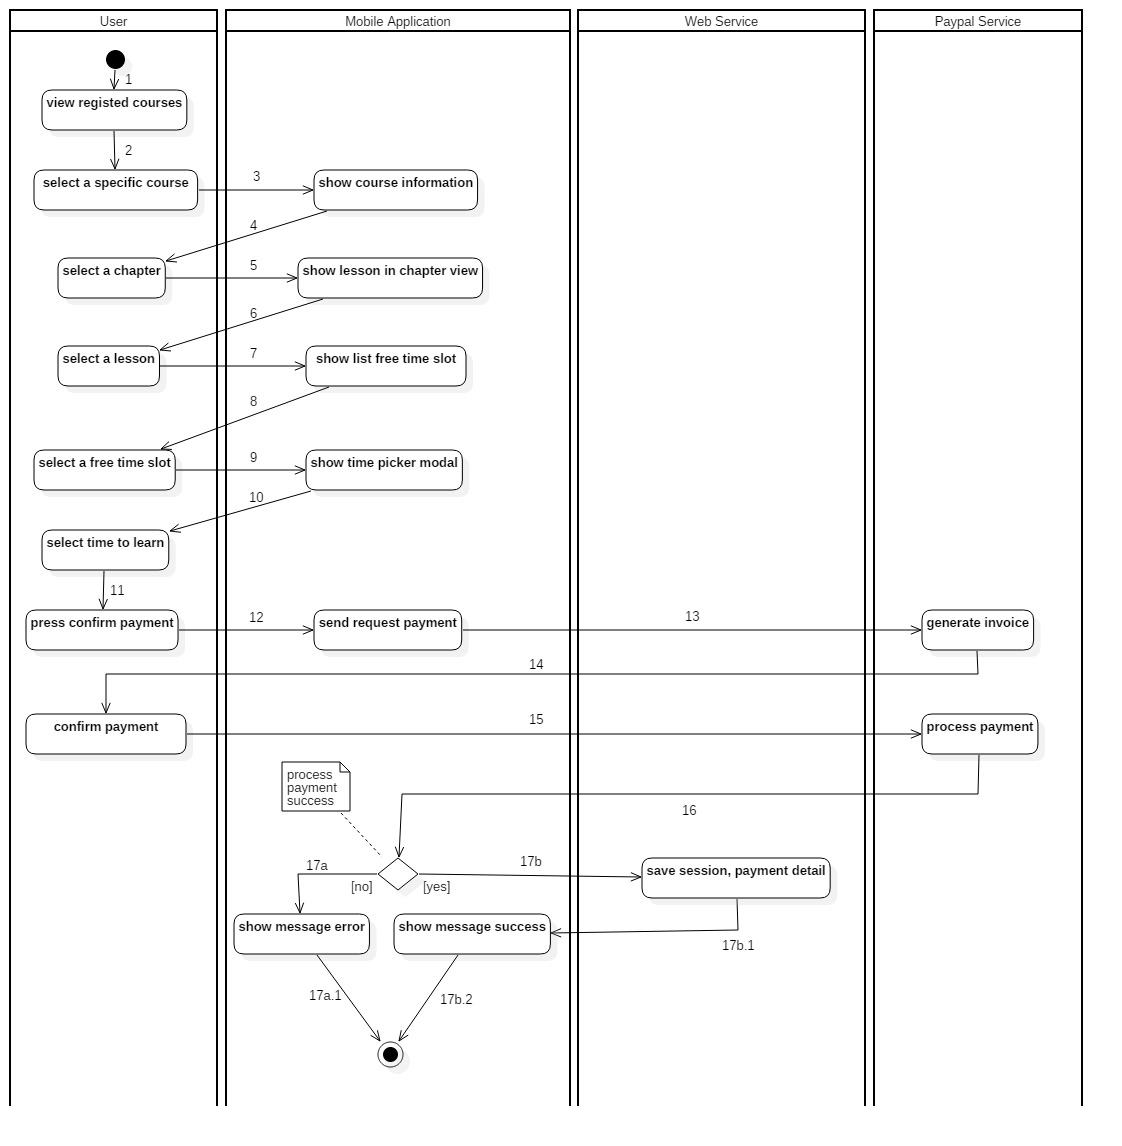 User
Mobile Application
Web Service
Paypal Service
1
view registed courses
2
select a specific course
3
show course information
4
select a chapter
5
show lesson in chapter view
6
select a lesson
7
show list free time slot
8
select a free time slot
9
show time picker modal
10
select time to learn
11
press confirm payment
12
send request payment
13
generate invoice
14
confirm payment
15
process payment
process
payment
success
16
17a
[no]
[yes]
17b
save session, payment detail
show message error
show message success
17b.1
17a.1
17b.2